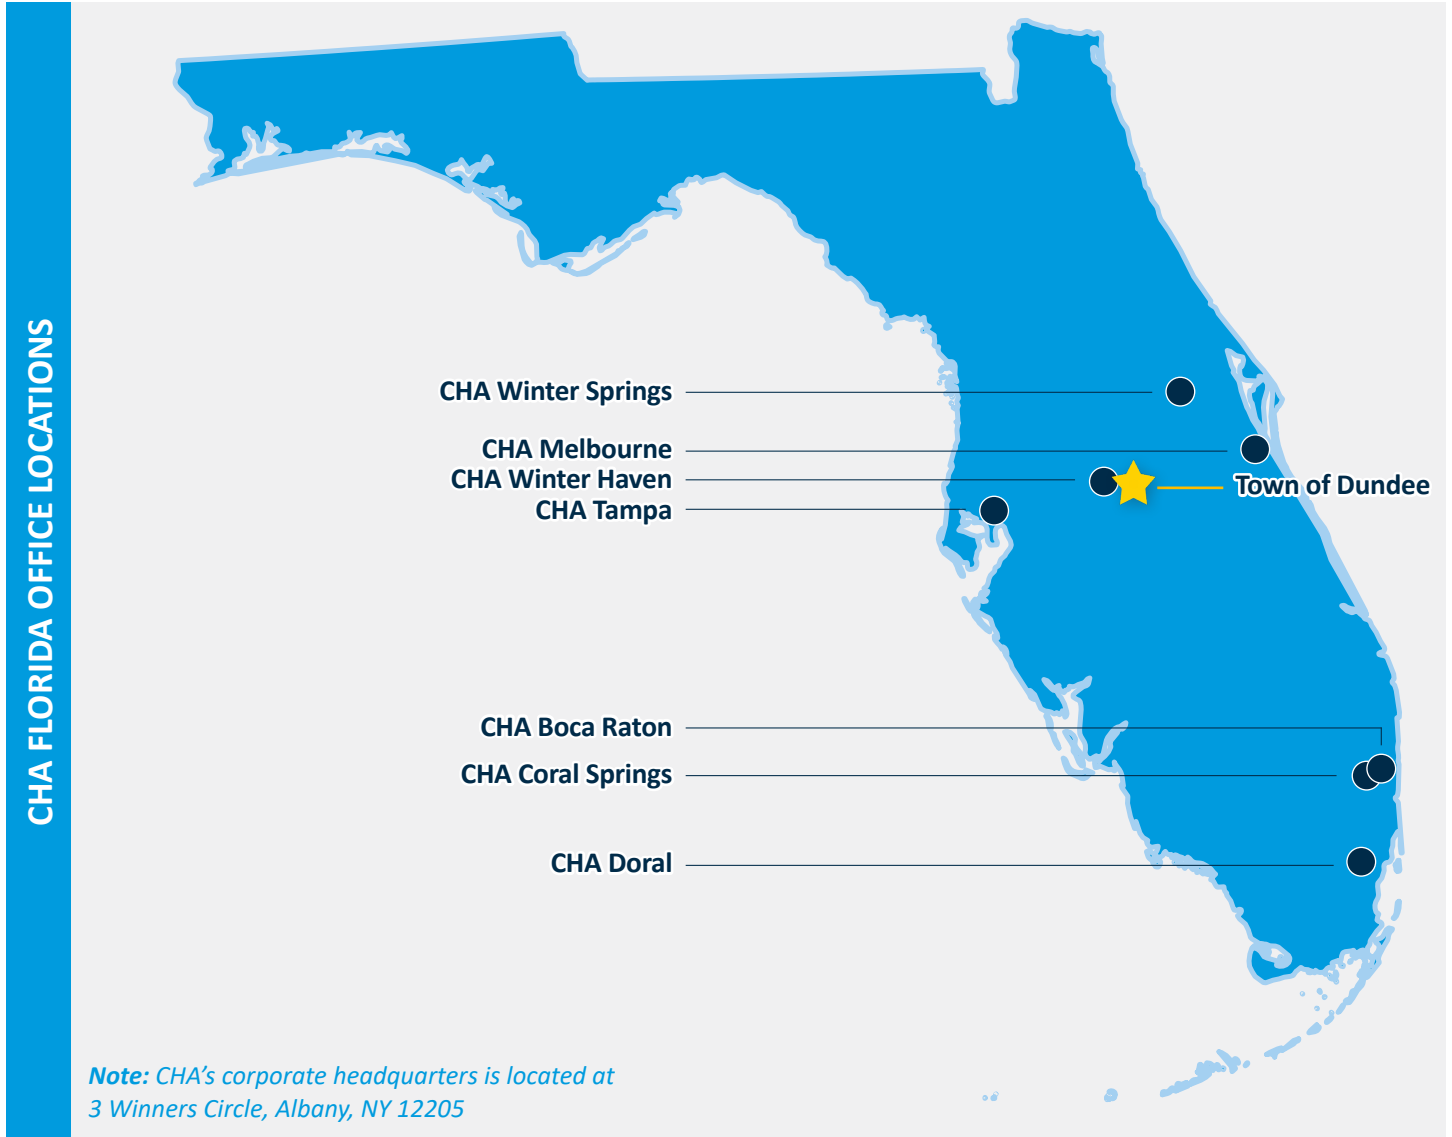 CHA FLORIDA OFFICE LOCATIONS
CHA Winter Springs
CHA Melbourne
CHA Winter Haven
CHA Tampa
Town of Dundee
CHA Boca Raton
CHA Coral Springs
CHA Doral
Note: CHA’s corporate headquarters is located at
3 Winners Circle, Albany, NY 12205